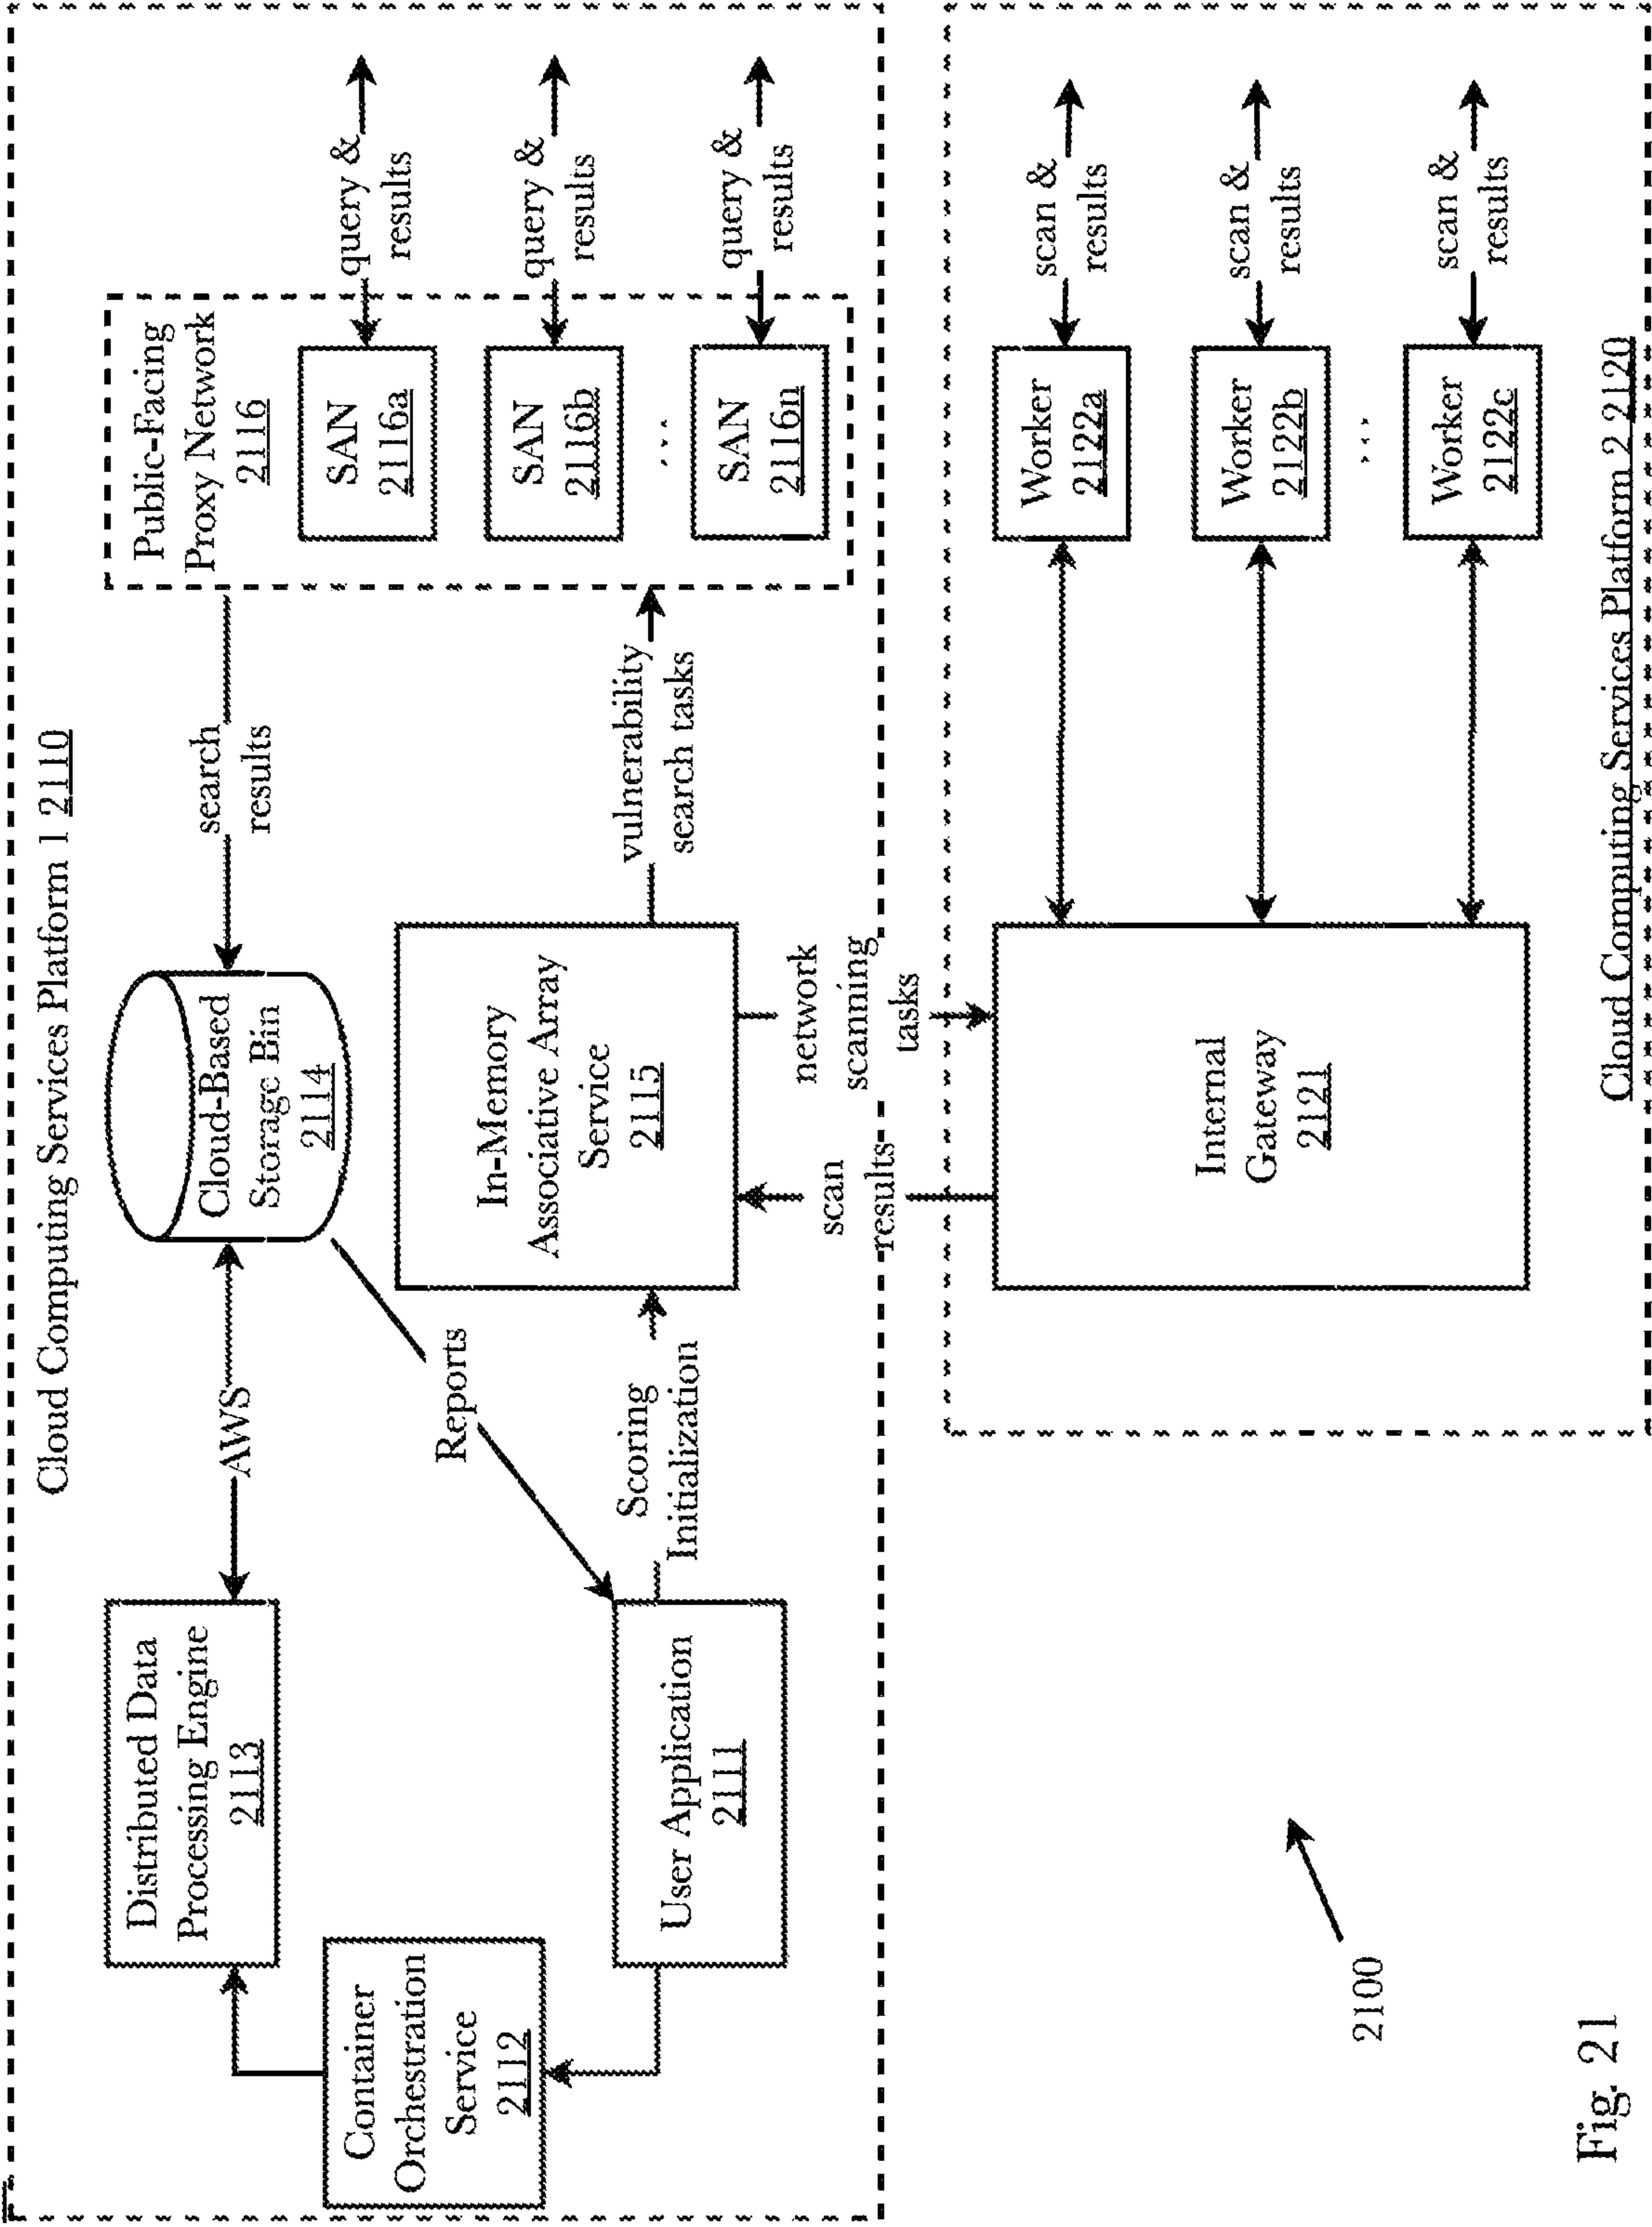 Cloud Computing Services Platform 1 2110
Distributed Data
Processing Engine
2113
AWS
Cloud-Based
Storage Bin
2114
search
results
Public-Facing
Proxy Network
2116
SAN
2116a
query &
results
SAN
2116b
query &
results
...
SAN
2116n
query &
results
Container
Orchestration
Service
2112
Reports
User Application
2111
Scoring
Initialization
In-Memory
Associative Array
Service
2115
vulnerability
search tasks
scan
results
network
scanning
tasks
Internal
Gateway
2121
Worker
2122a
scan &
results
Worker
2122b
scan &
results
...
Worker
2122c
scan &
results
Cloud Computing Services Platform 2 2120
2100
Fig. 21